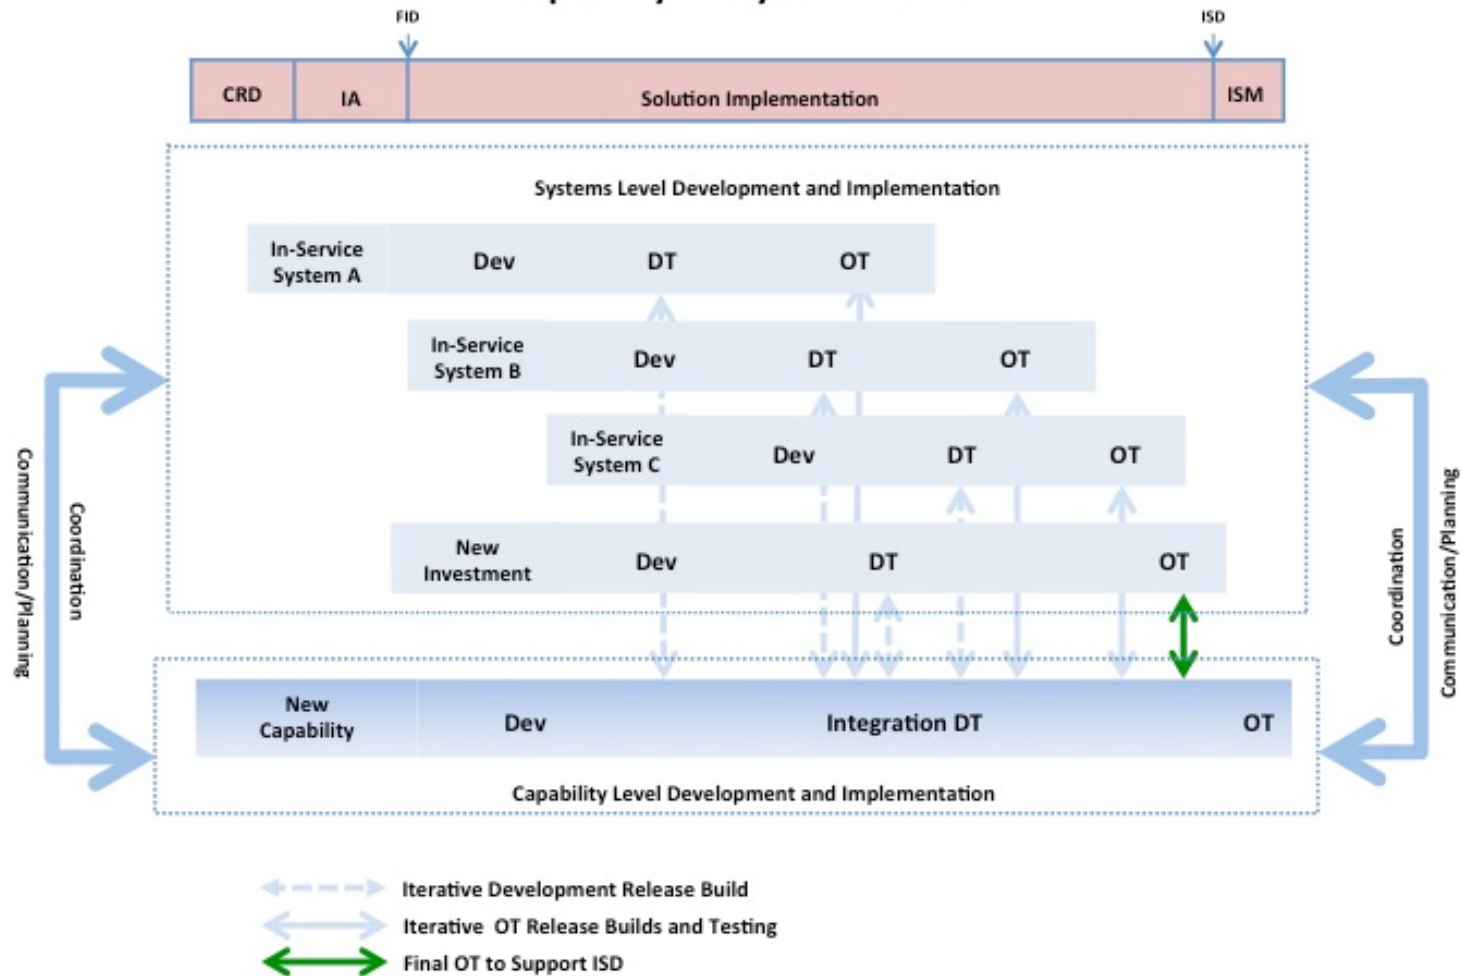 FID
ISD
CRD
IA
Solution Implementation
ISM
Systems Level Development and Implementation
In-Service
System A
Dev
DT
OT
In-Service
System B
Dev
DT
OT
In-Service
System C
Dev
DT
OT
New
Investment
Dev
DT
OT
Communication/Planning
Coordination
Coordination
Communication/Planning
New
Capability
Dev
Integration DT
OT
Capability Level Development and Implementation
Iterative Development Release Build
Iterative OT Release Builds and Testing
Final OT to Support ISD